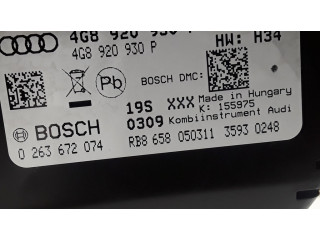 4G8 920 930 P HW: H34
4G8 920 930 P
Pb
BOSCH DMC:
19S XXX Made in Hungary
K: 155975
BOSCH 0309 Kombiinstrument Audi
0 263 672 074 RB8 658 050311 3593 0248